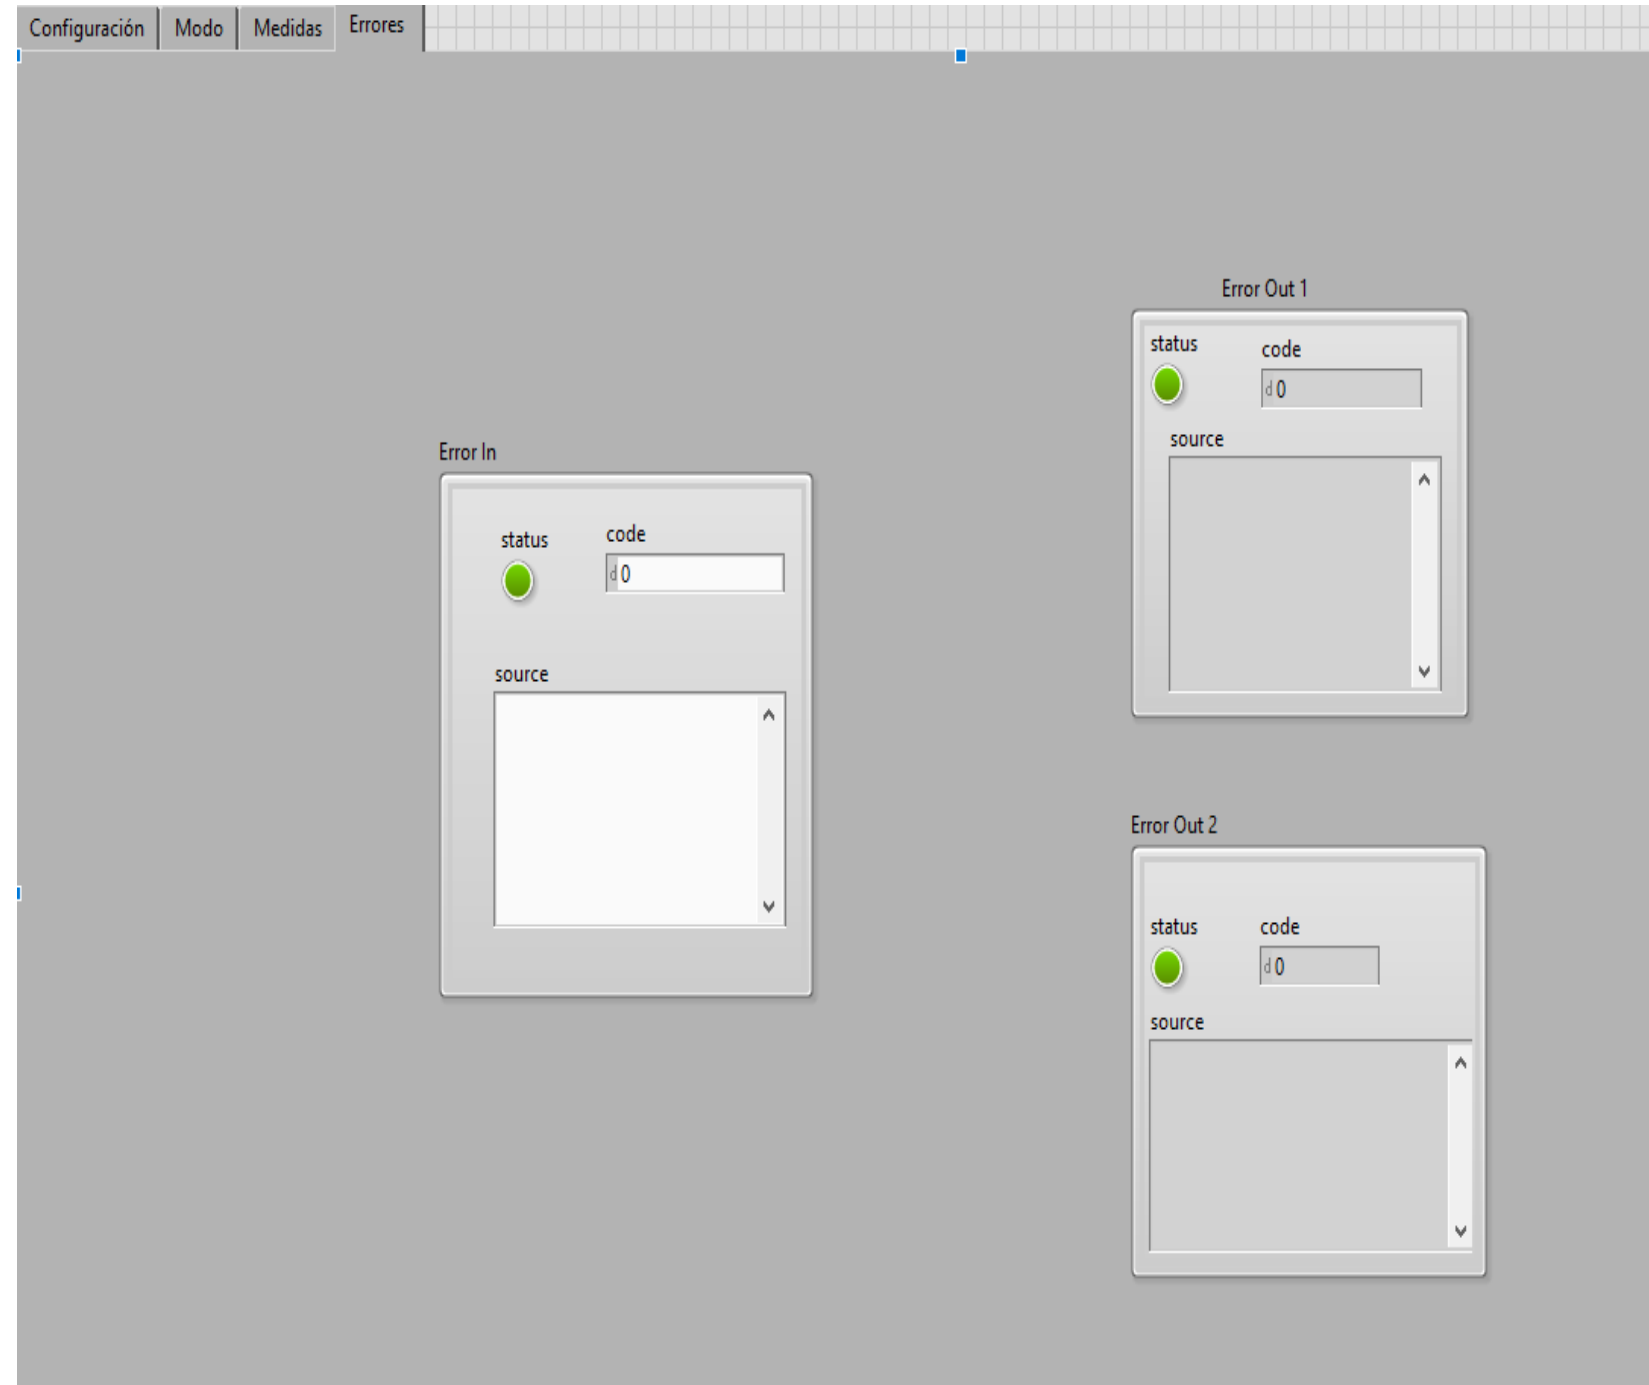 Configuración Modo Medidas Errores
Error In
status code
d 0
source
Error Out 1
status code
d 0
source
Error Out 2
status code
d 0
source